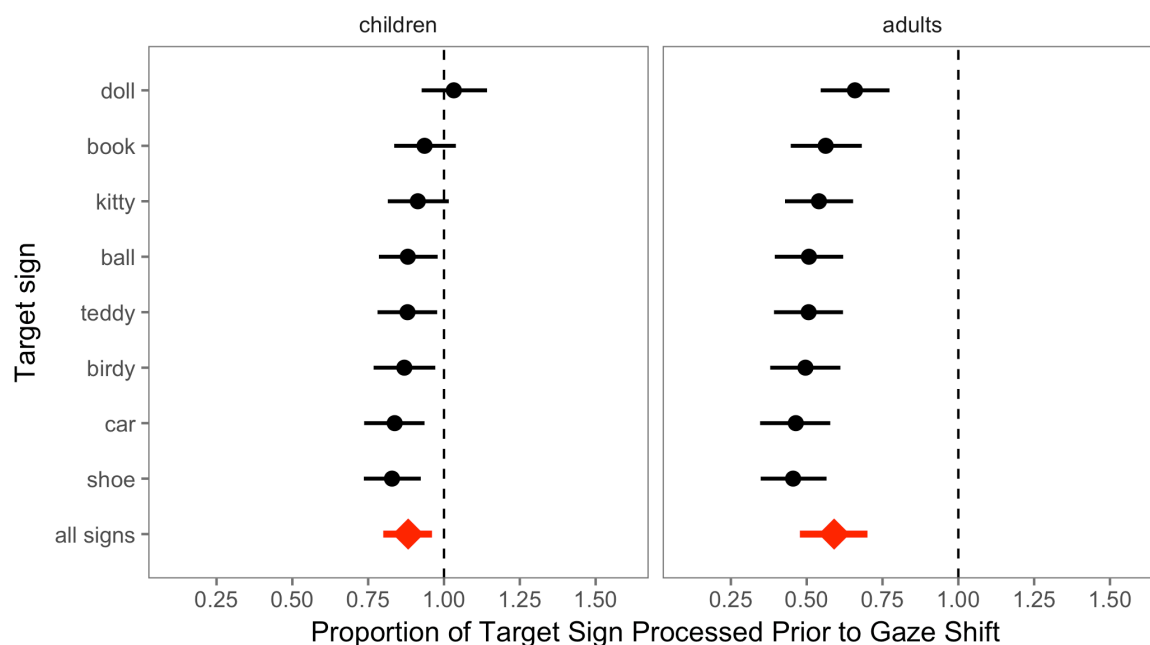 children
adults
Target sign
doll
book
kitty
ball
teddy
birdy
car
shoe
all signs
0.25 0.50 0.75 1.00 1.25 1.50
0.25 0.50 0.75 1.00 1.25 1.50
Proportion of Target Sign Processed Prior to Gaze Shift